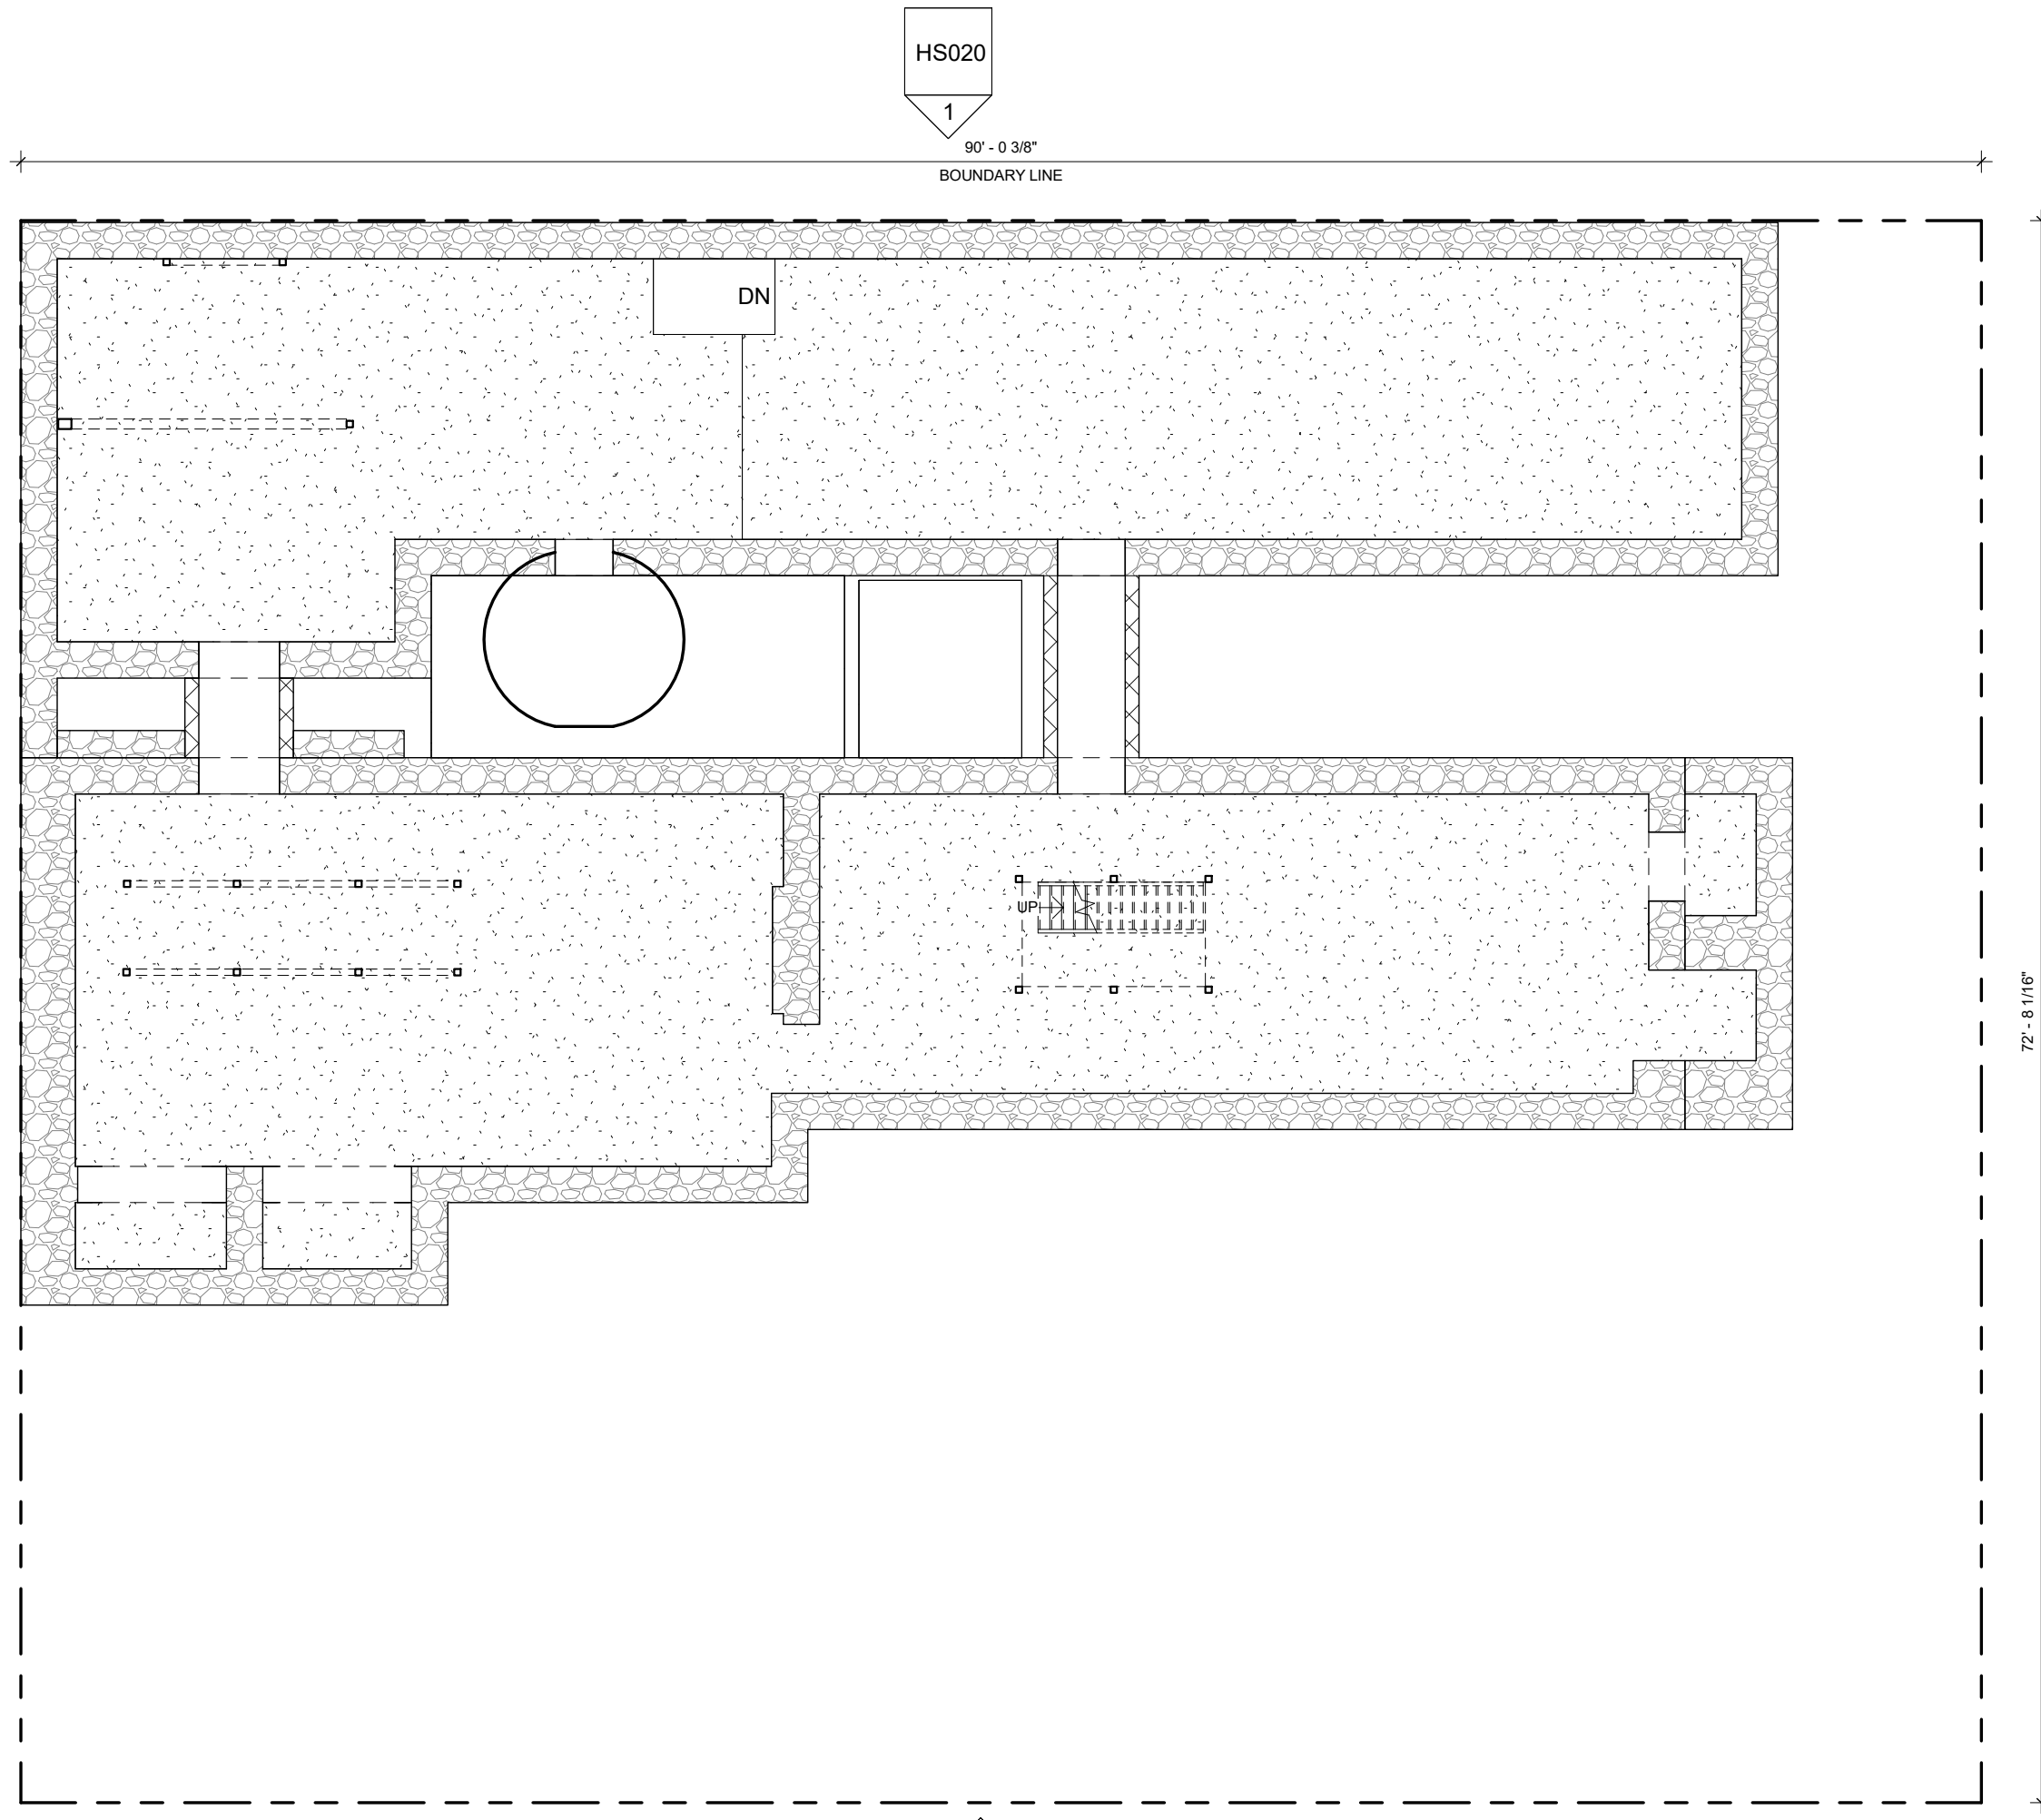 HS020
1
90' - 0 3/8"
BOUNDARY LINE
DN
UP
72' - 8 1/16"